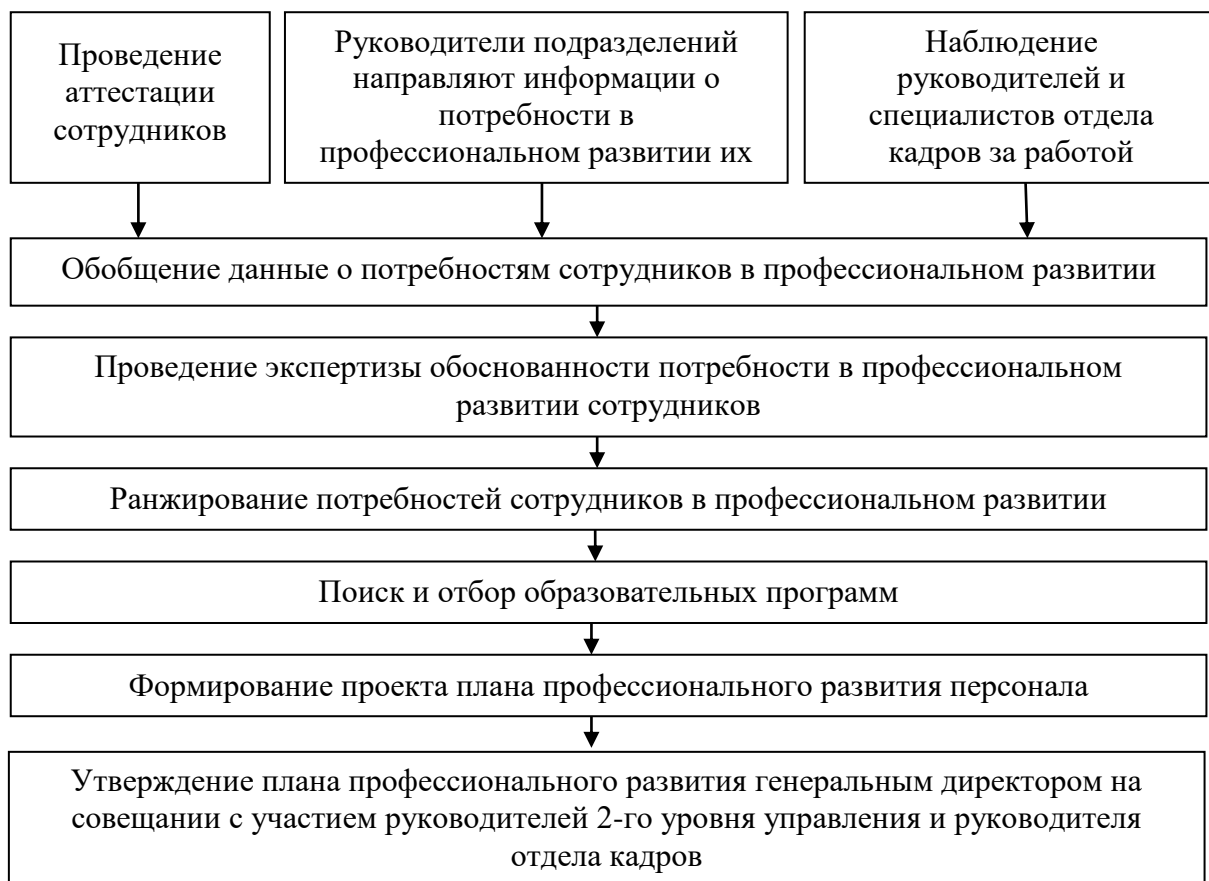 Проведение
аттестации
сотрудников
Руководители подразделений
направляют информации о
потребности в
профессиональном развитии их
Наблюдение
руководителей и
специалистов отдела
кадров за работой
Обобщение данные о потребностям сотрудников в профессиональном развитии
Проведение экспертизы обоснованности потребности в профессиональном
развитии сотрудников
Ранжирование потребностей сотрудников в профессиональном развитии
Поиск и отбор образовательных программ
Формирование проекта плана профессионального развития персонала
Утверждение плана профессионального развития генеральным директором на
совещании с участием руководителей 2-го уровня управления и руководителя
отдела кадров